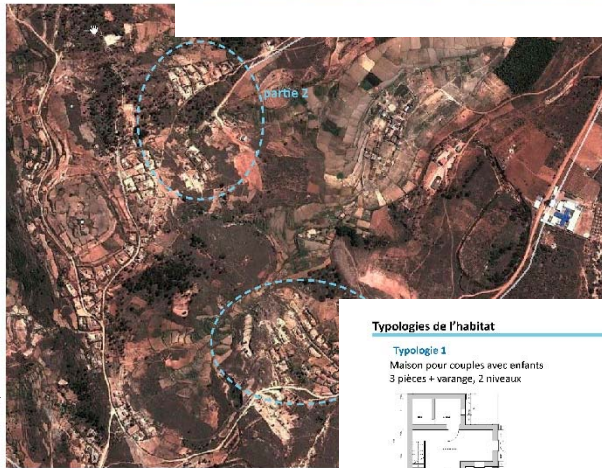 partie 2
Typologies de l'habitat
Typologie 1
Maison pour couples avec enfants
3 pièces + varange, 2 niveaux